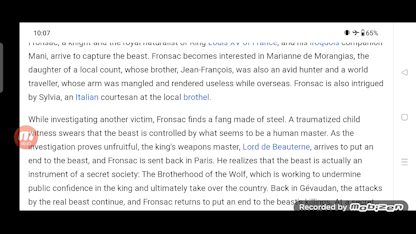 10:07
65%
Fronsac, a knight and the royal naturalist of King Louis XV of France, and his Iroquois companion
Mani, arrive to capture the beast. Fronsac becomes interested in Marianne de Morangias, the
daughter of a local count, whose brother, Jean-François, was also an avid hunter and a world
traveller, whose arm was mangled and rendered useless while overseas. Fronsac is also intrigued
by Sylvia, an Italian courtesan at the local brothel.
While investigating another victim, Fronsac finds a fang made of steel. A traumatized child
witness swears that the beast is controlled by what seems to be a human master. As the
investigation proves unfruitful, the king's weapons master, Lord de Beauterne, arrives to put an
end to the beast, and Fronsac is sent back to Paris. He realizes that the beast is actually an
instrument of a secret society: The Brotherhood of the Wolf, which is working to undermine
public confidence in the king and ultimately take over the country. Back in Gévaudan, the attacks
by the real beast continue, and Fronsac returns to put an end to the beast's killings. At a secret
Recorded by Mobizen